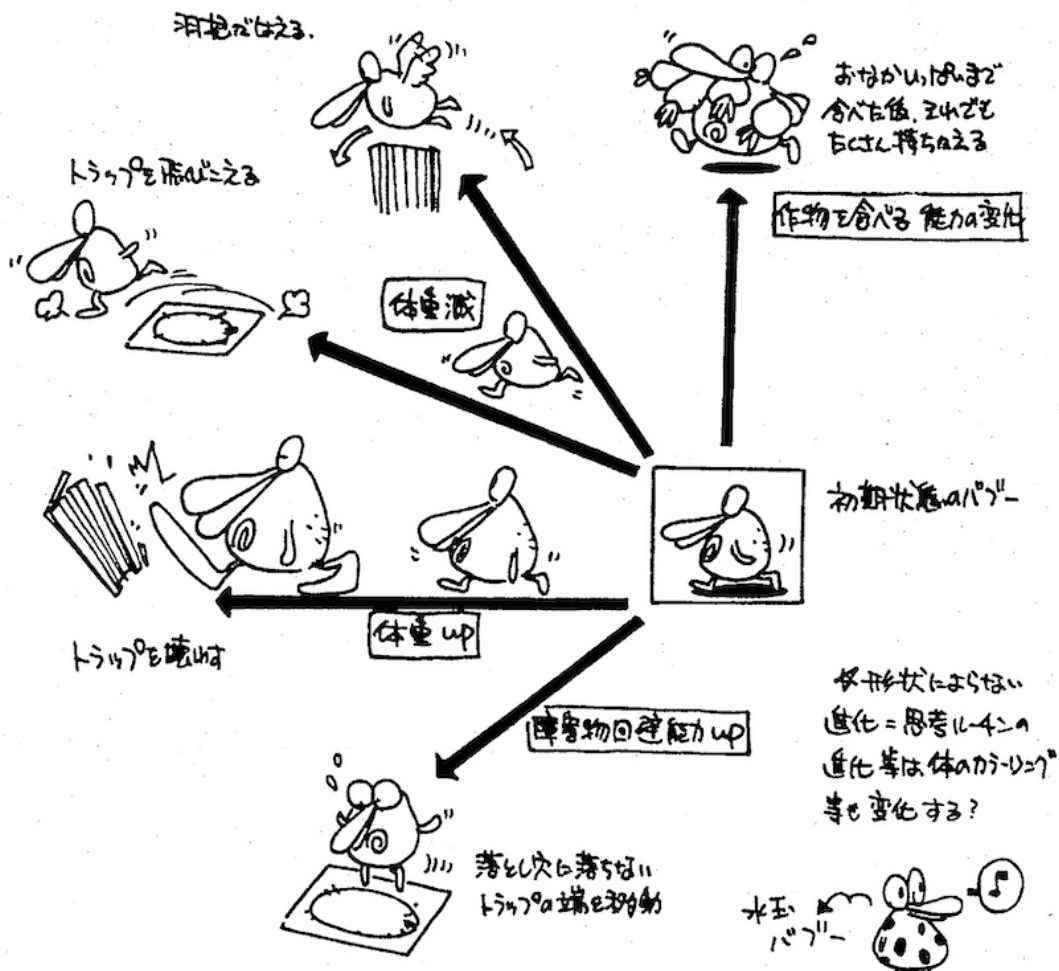 羽根がはえる.
おなかいっぱいまで
食べた後、それでも
たくさん持ちかえる
作物を食べる能力の変化
トラップを飛びこえる
体重減
初期状態のバブー
トラップを壊わす
体重up
障害物回避能力up
形状によらない
進化=思考ルーチンの
進化等は体のカラーリング
等も変化する?
落とし穴に落ちない
トラップの端を移動
水玉
バブー